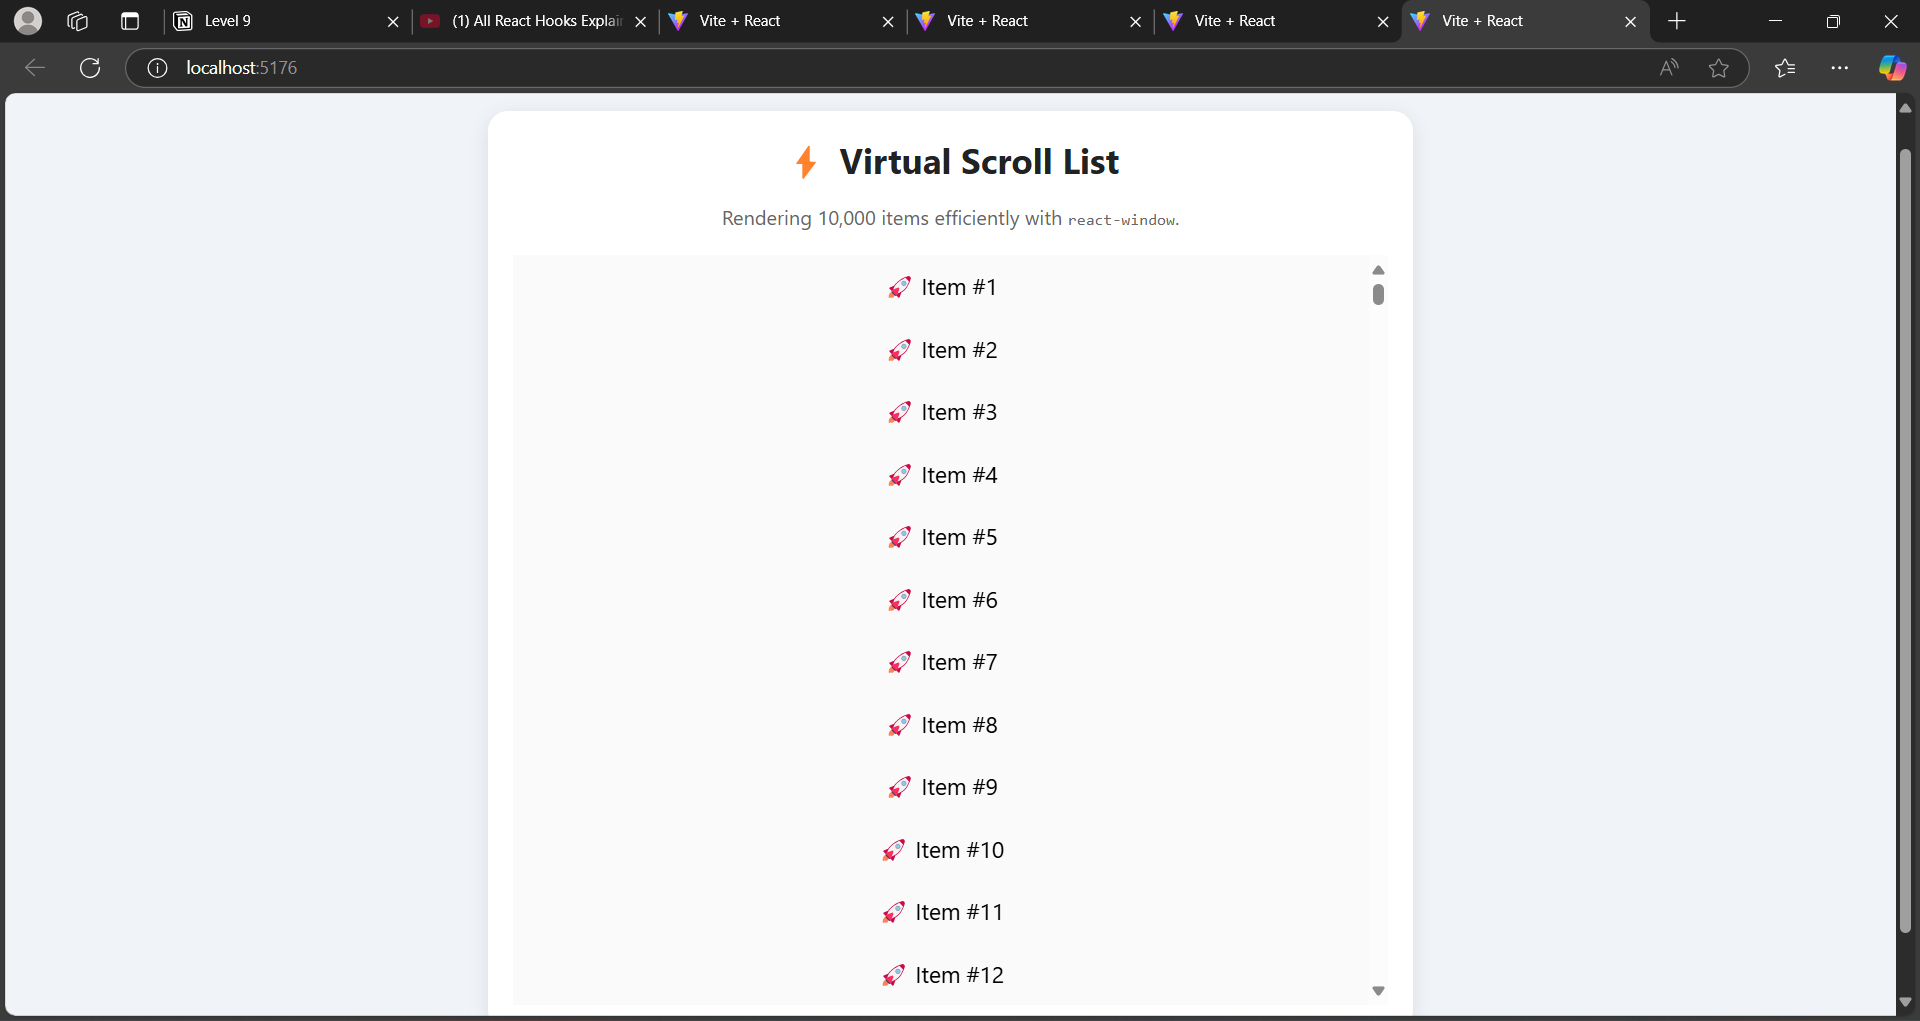 Level 9
(1) All React Hooks Explai
Vite + React
Vite + React
Vite + React
Vite + React
localhost:5176
⚡ Virtual Scroll List
Rendering 10,000 items efficiently with react-window.
🚀 Item #1
🚀 Item #2
🚀 Item #3
🚀 Item #4
🚀 Item #5
🚀 Item #6
🚀 Item #7
🚀 Item #8
🚀 Item #9
🚀 Item #10
🚀 Item #11
🚀 Item #12